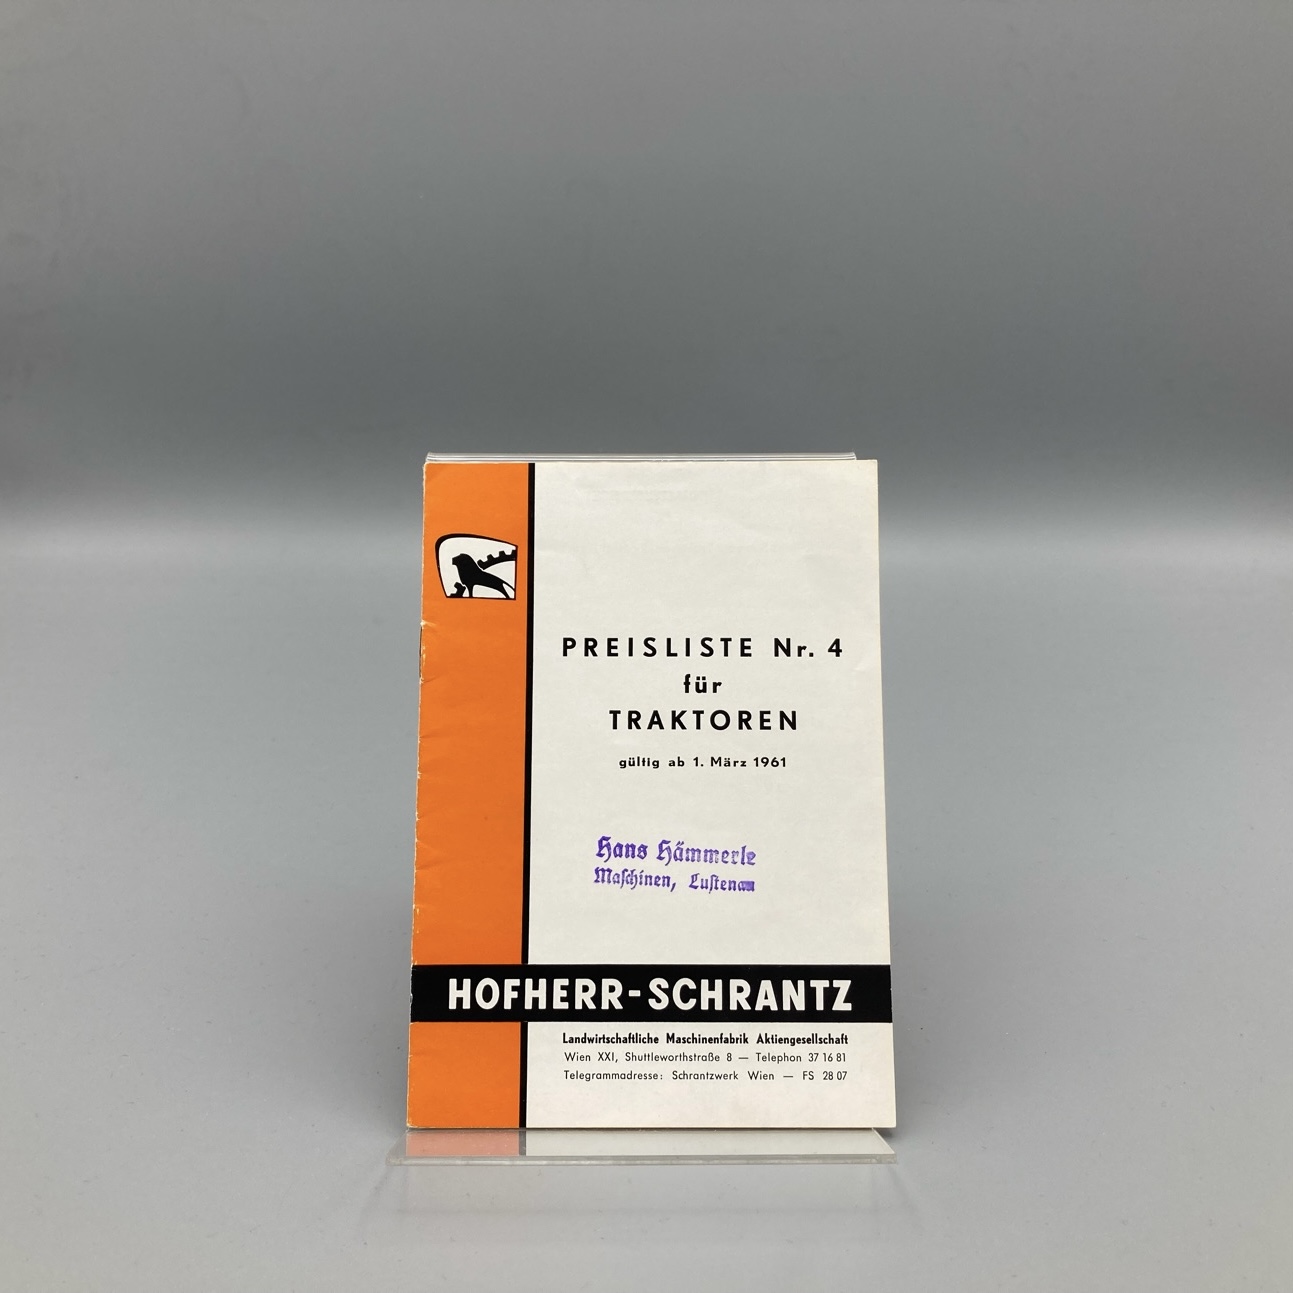 PREISLISTE Nr. 4
für
TRAKTOREN
gültig ab 1. März 1961
Hans Hämmerle
Maschinen, Lustenau
HOFHERR-SCHRANTZ
Landwirtschaftliche Maschinenfabrik Aktiengesellschaft
Wien XXI, Shuttleworthstraße 8 — Telephon 37 16 81
Telegrammadresse: Schrantzwerk Wien — FS 28 07